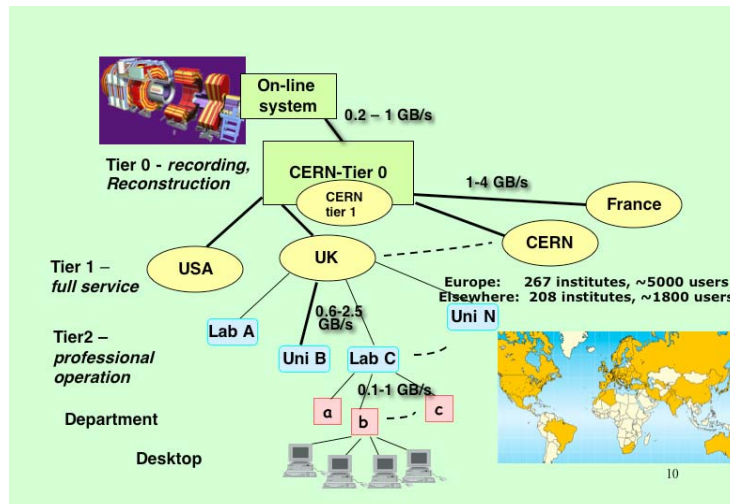 On-line
system
0.2 – 1 GB/s
Tier 0 - recording,
Reconstruction
CERN-Tier 0
CERN
tier 1
1-4 GB/s
France
Tier 1 –
full service
USA
UK
CERN
Europe: 267 institutes, ~5000 users
Elsewhere: 208 institutes, ~1800 users
Lab A
0.6-2.5
GB/s
Uni N
Tier2 –
professional
operation
Uni B
Lab C
0.1-1 GB/s
Department
a
b
c
Desktop
10